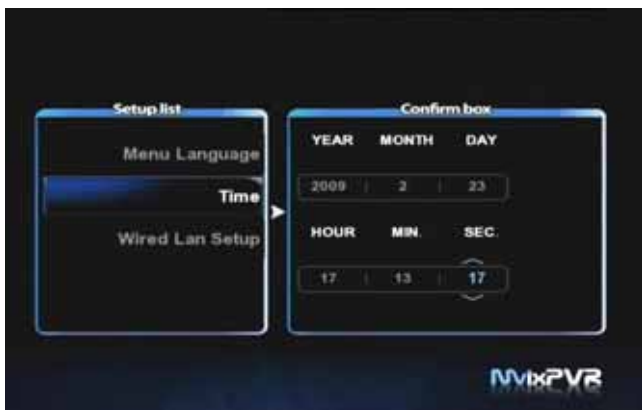 Setup list
Menu Language
Time
Wired Lan Setup
Confirm box
YEAR MONTH DAY
2009 2 23
HOUR MIN. SEC.
17 13 17
MvixPVR